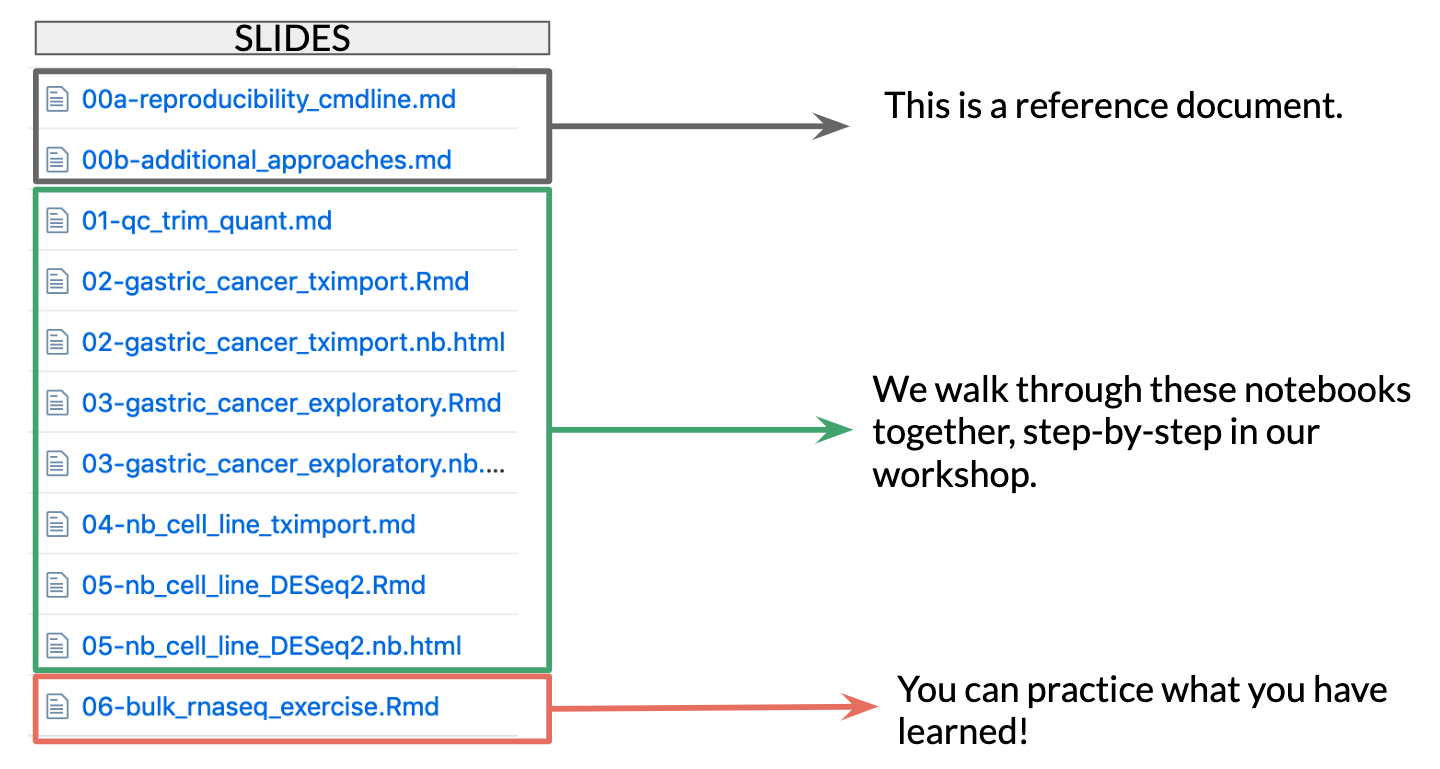 SLIDES
00a-reproducibility_cmdline.md
This is a reference document.
00b-additional_approaches.md
01-qc_trim_quant.md
02-gastric_cancer_tximport.Rmd
02-gastric_cancer_tximport.nb.html
03-gastric_cancer_exploratory.Rmd
03-gastric_cancer_exploratory.nb....
We walk through these notebooks
together, step-by-step in our
workshop.
04-nb_cell_line_tximport.md
05-nb_cell_line_DESeq2.Rmd
05-nb_cell_line_DESeq2.nb.html
06-bulk_rnaseq_exercise.Rmd
You can practice what you have
learned!